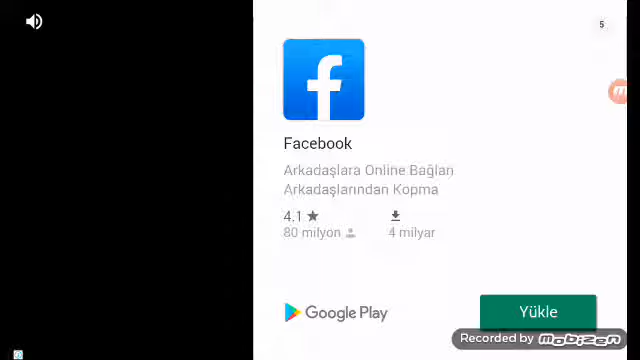 5
Facebook
Arkadaşlara Online Bağlan
Arkadaşlarından Kopma
4.1
80 milyon
4 milyar
Google Play
Yükle
Recorded by MOBIZEN